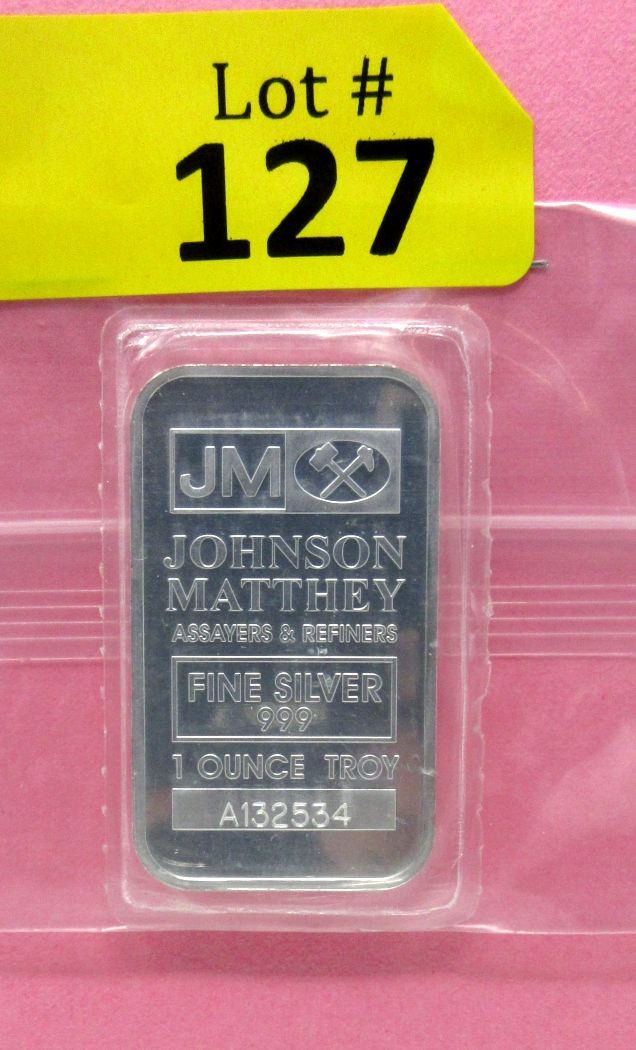 Lot #
127
JM
JOHNSON
MATTHEY
ASSAYERS & REFINERS
FINE SILVER
999
1 OUNCE TROY
A132534